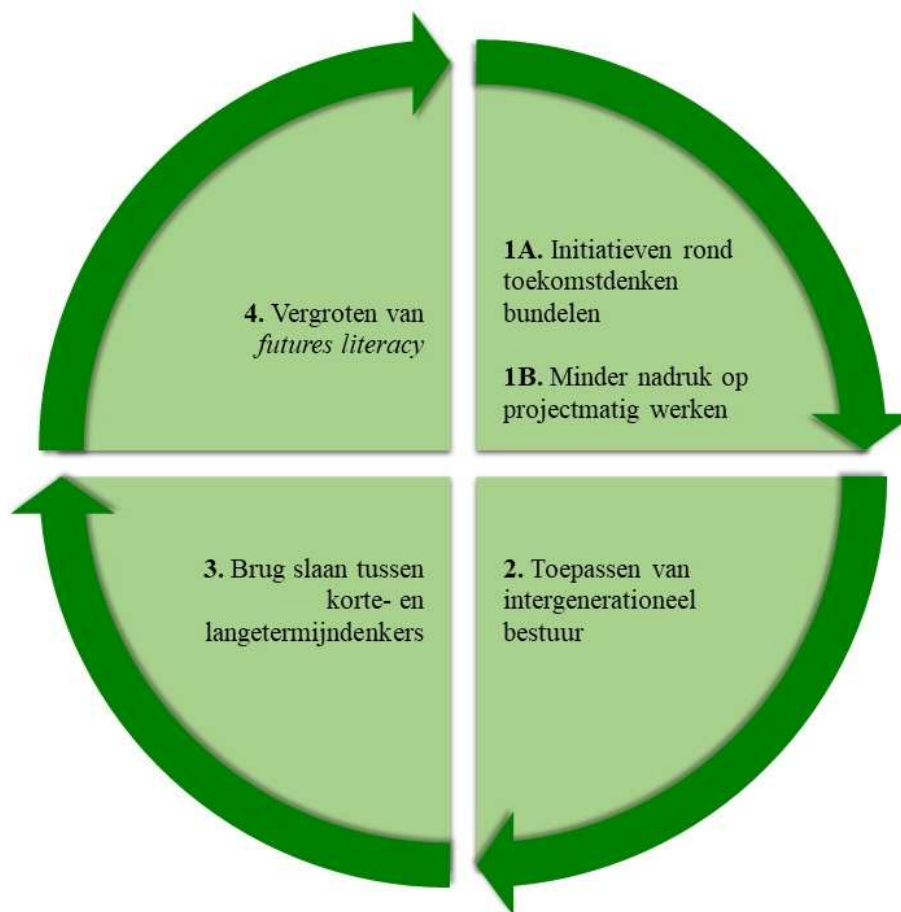 1A. Initiatieven rond
toekomstdenken
bundelen
1B. Minder nadruk op
projectmatig werken
2. Toepassen van
intergenerationeel
bestuur
3. Brug slaan tussen
korte- en
langetermijndenkers
4. Vergroten van
futures literacy